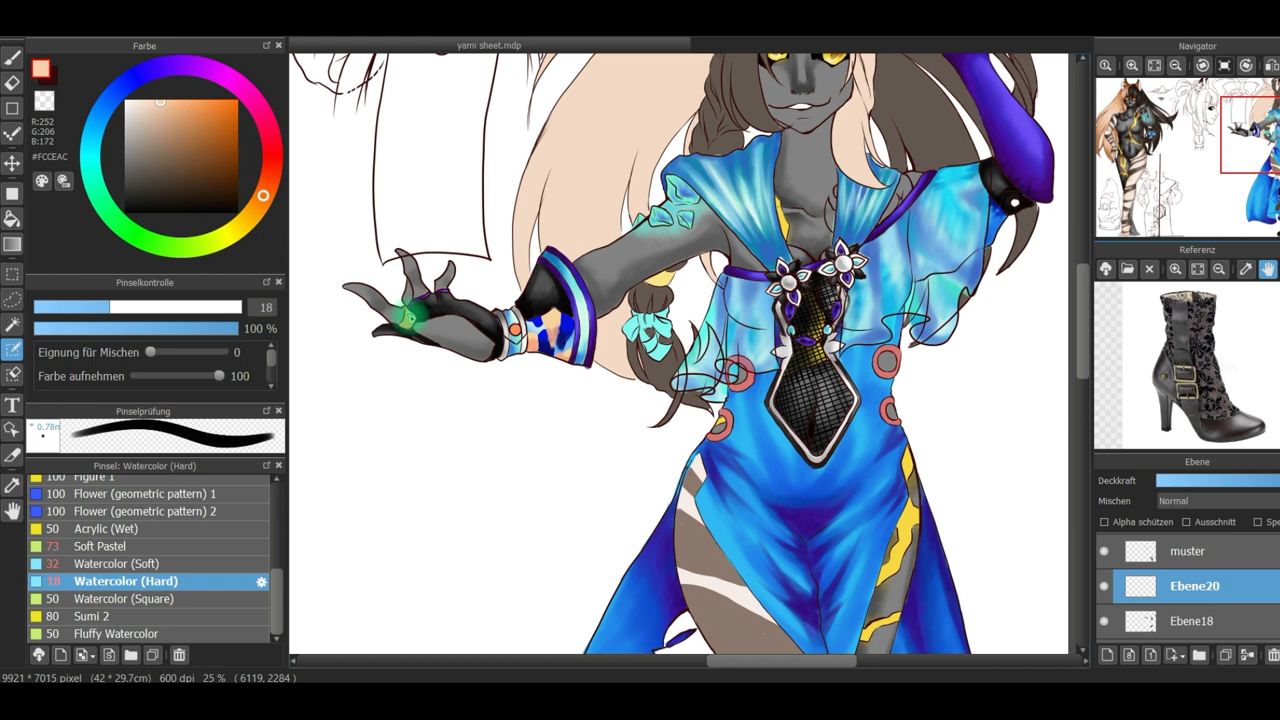 Farbe
yami sheet.mdp
Navigator
R:252
G:206
B:172
#FCCEAC
Pinselkontrolle
18
100 %
Eignung für Mischen
0
Farbe aufnehmen
100
Pinselprüfung
0.78
Pinsel: Watercolor (Hard)
100 Figure 1
100 Flower (geometric pattern) 1
100 Flower (geometric pattern) 2
50 Acrylic (Wet)
73 Soft Pastel
32 Watercolor (Soft)
18 Watercolor (Hard)
50 Watercolor (Square)
80 Sumi 2
50 Fluffy Watercolor
Referenz
Ebene
Deckkraft
Mischen Normal
Alpha schützen
Ausschnitt
Spe
muster
Ebene20
Ebene18
9921 * 7015 pixel (42 * 29.7cm) 600 dpi 25 % ( 6119, 2284 )